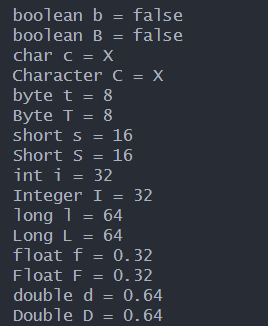 boolean b = false
boolean B = false
char c = X
Character C = X
byte t = 8
Byte T = 8
short s = 16
Short S = 16
int i = 32
Integer I = 32
long l = 64
Long L = 64
float f = 0.32
Float F = 0.32
double d = 0.64
Double D = 0.64